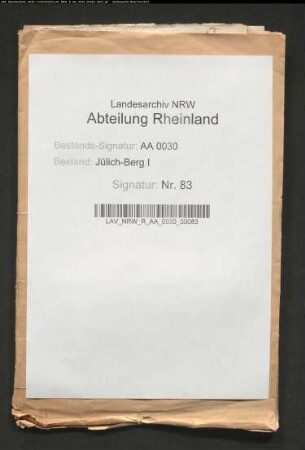 Landesarchiv NRW
Abteilung Rheinland
Bestands-Signatur: AA 0030
Bestand: Jülich-Berg I
Signatur: Nr. 83
LAV_NRW_R_AA_0030_00083